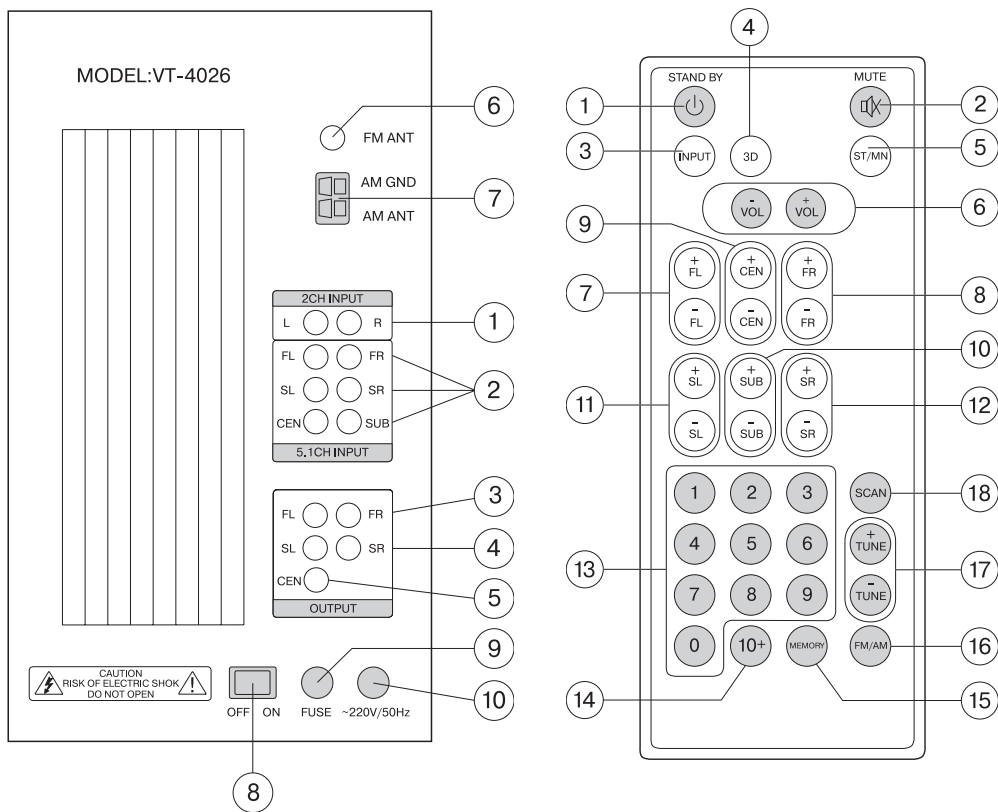 MODEL:VT-4026
6
FM ANT
AM GND
7
AM ANT
2CH INPUT
L R
1
FL FR
SL SR
2
CEN SUB
5.1CH INPUT
3
FL FR
SL SR
4
CEN
5
OUTPUT
9
CAUTION
RISK OF ELECTRIC SHOK
DO NOT OPEN
10
OFF ON FUSE ~220V/50Hz
8
4
STAND BY MUTE
1
2
3
INPUT 3D ST/MN
5
- VOL + VOL
6
9
+ FL + CEN + FR
7
8
- FL - CEN - FR
10
+ SL + SUB + SR
11
12
- SL - SUB - SR
1 2 3 SCAN
18
4 5 6 + TUNE
13
17
7 8 9 - TUNE
0 10+ MEMORY FM/AM
16
14
15